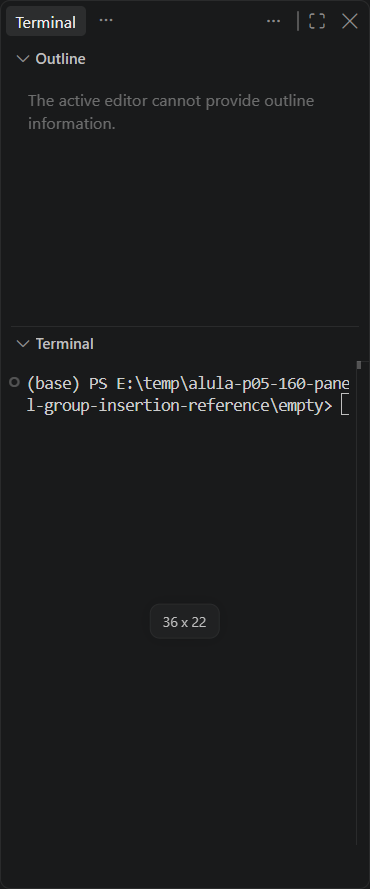 Terminal ··· ···
Outline
The active editor cannot provide outline
information.
Terminal
(base) PS E:\temp\alula-p05-160-pane
l-group-insertion-reference\empty>
36 x 22